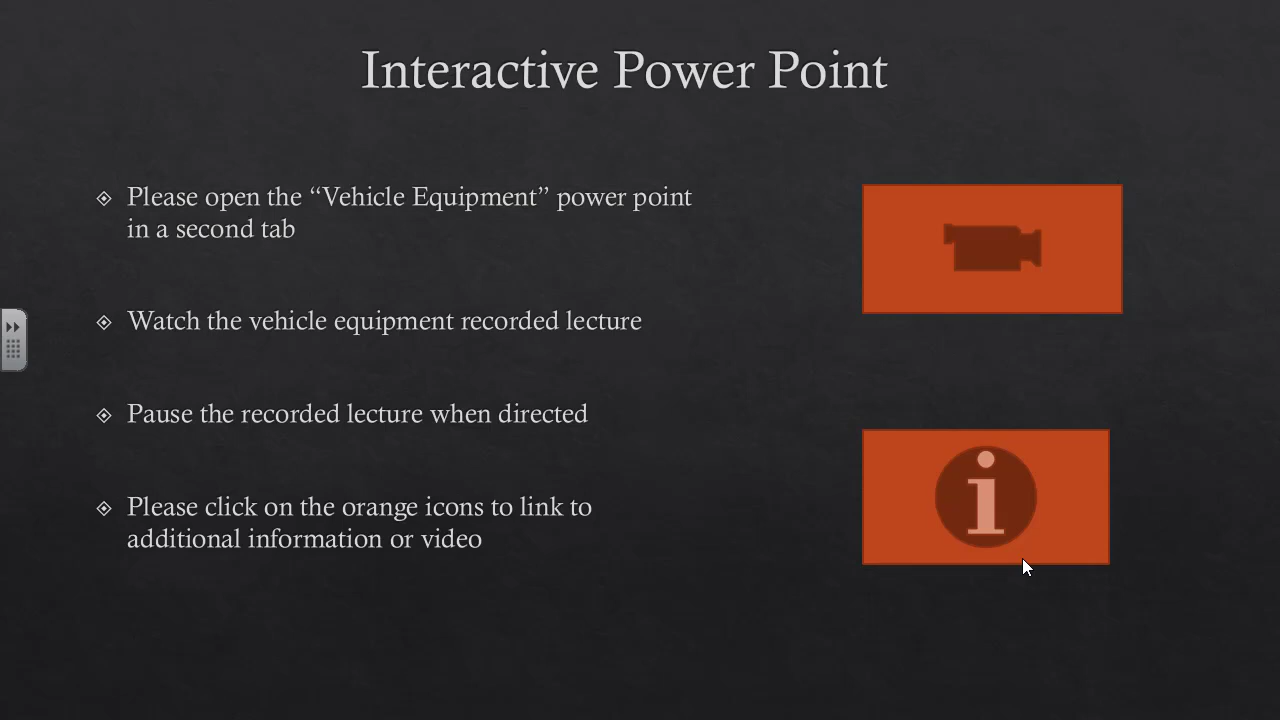 Interactive Power Point
Please open the “Vehicle Equipment” power point
in a second tab
Watch the vehicle equipment recorded lecture
Pause the recorded lecture when directed
Please click on the orange icons to link to
additional information or video